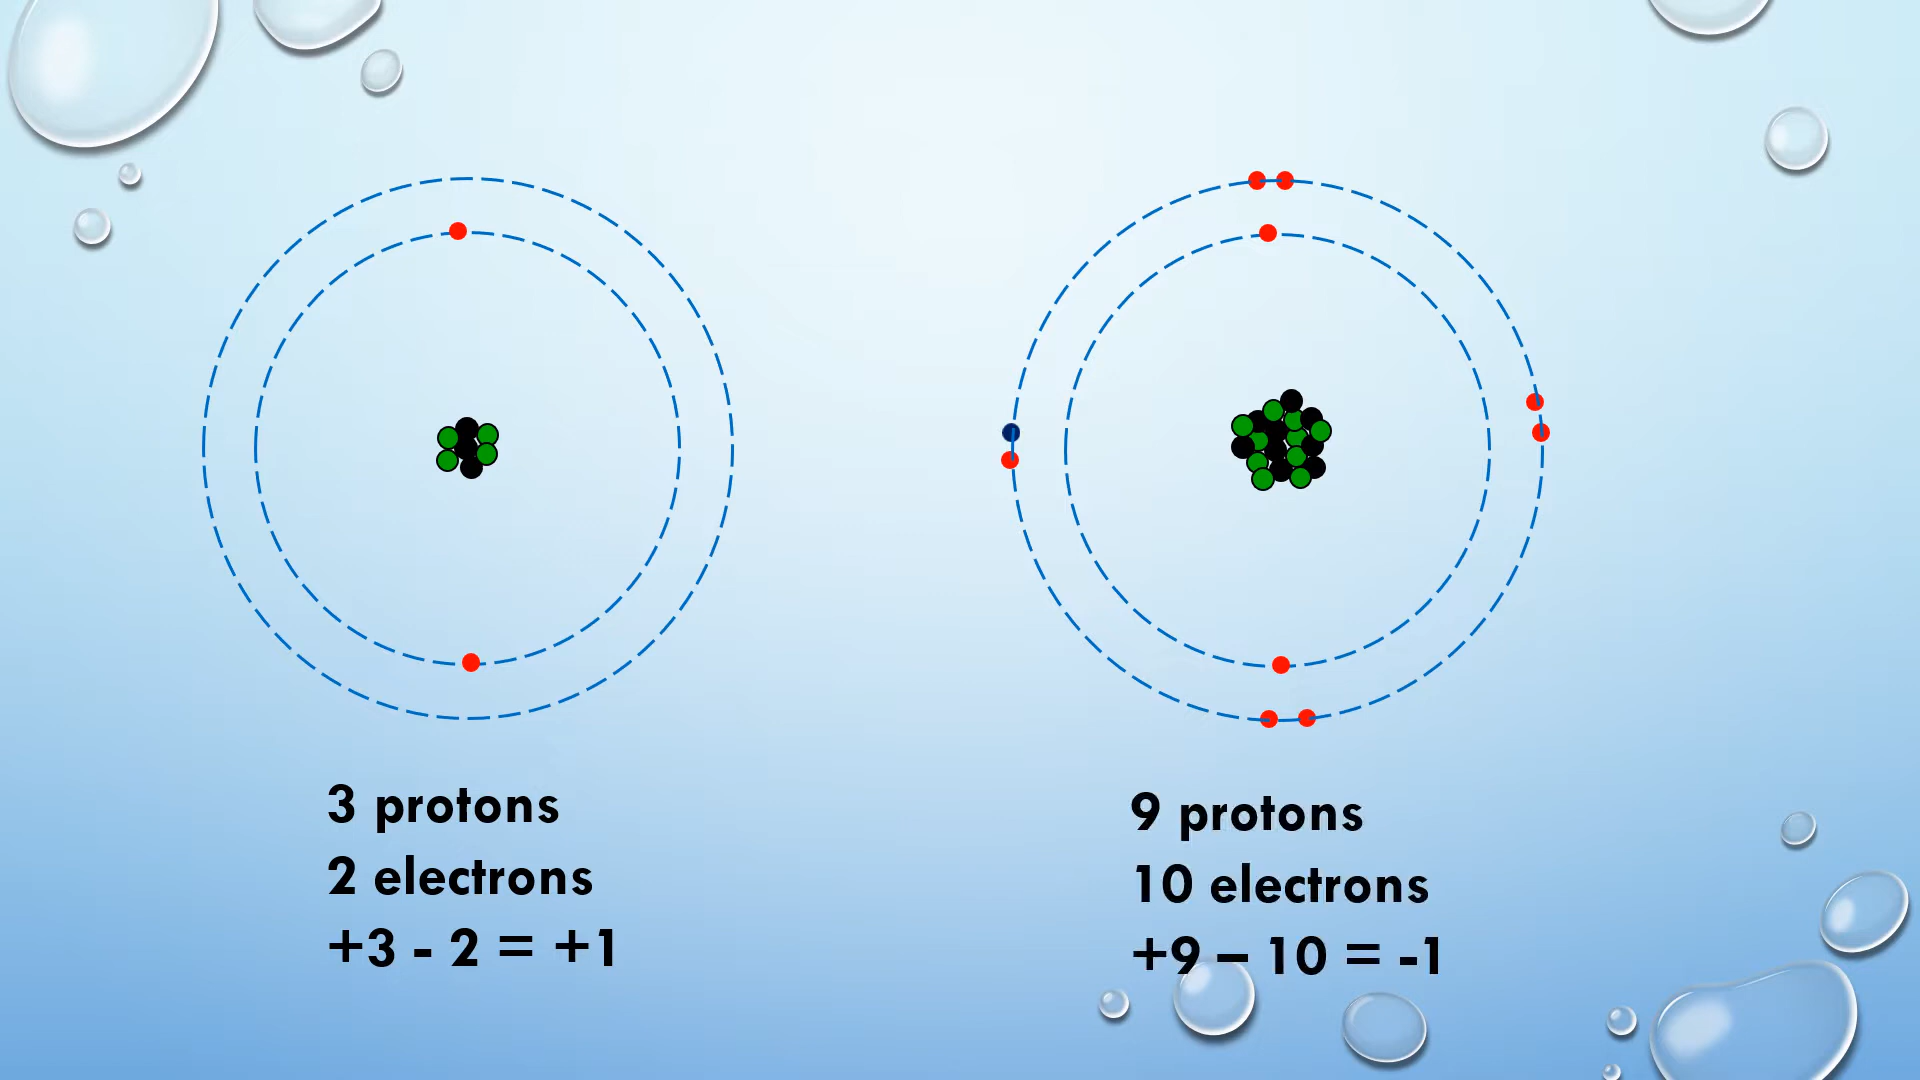 3 protons
2 electrons
+3 - 2 = +1
9 protons
10 electrons
+9 – 10 = -1